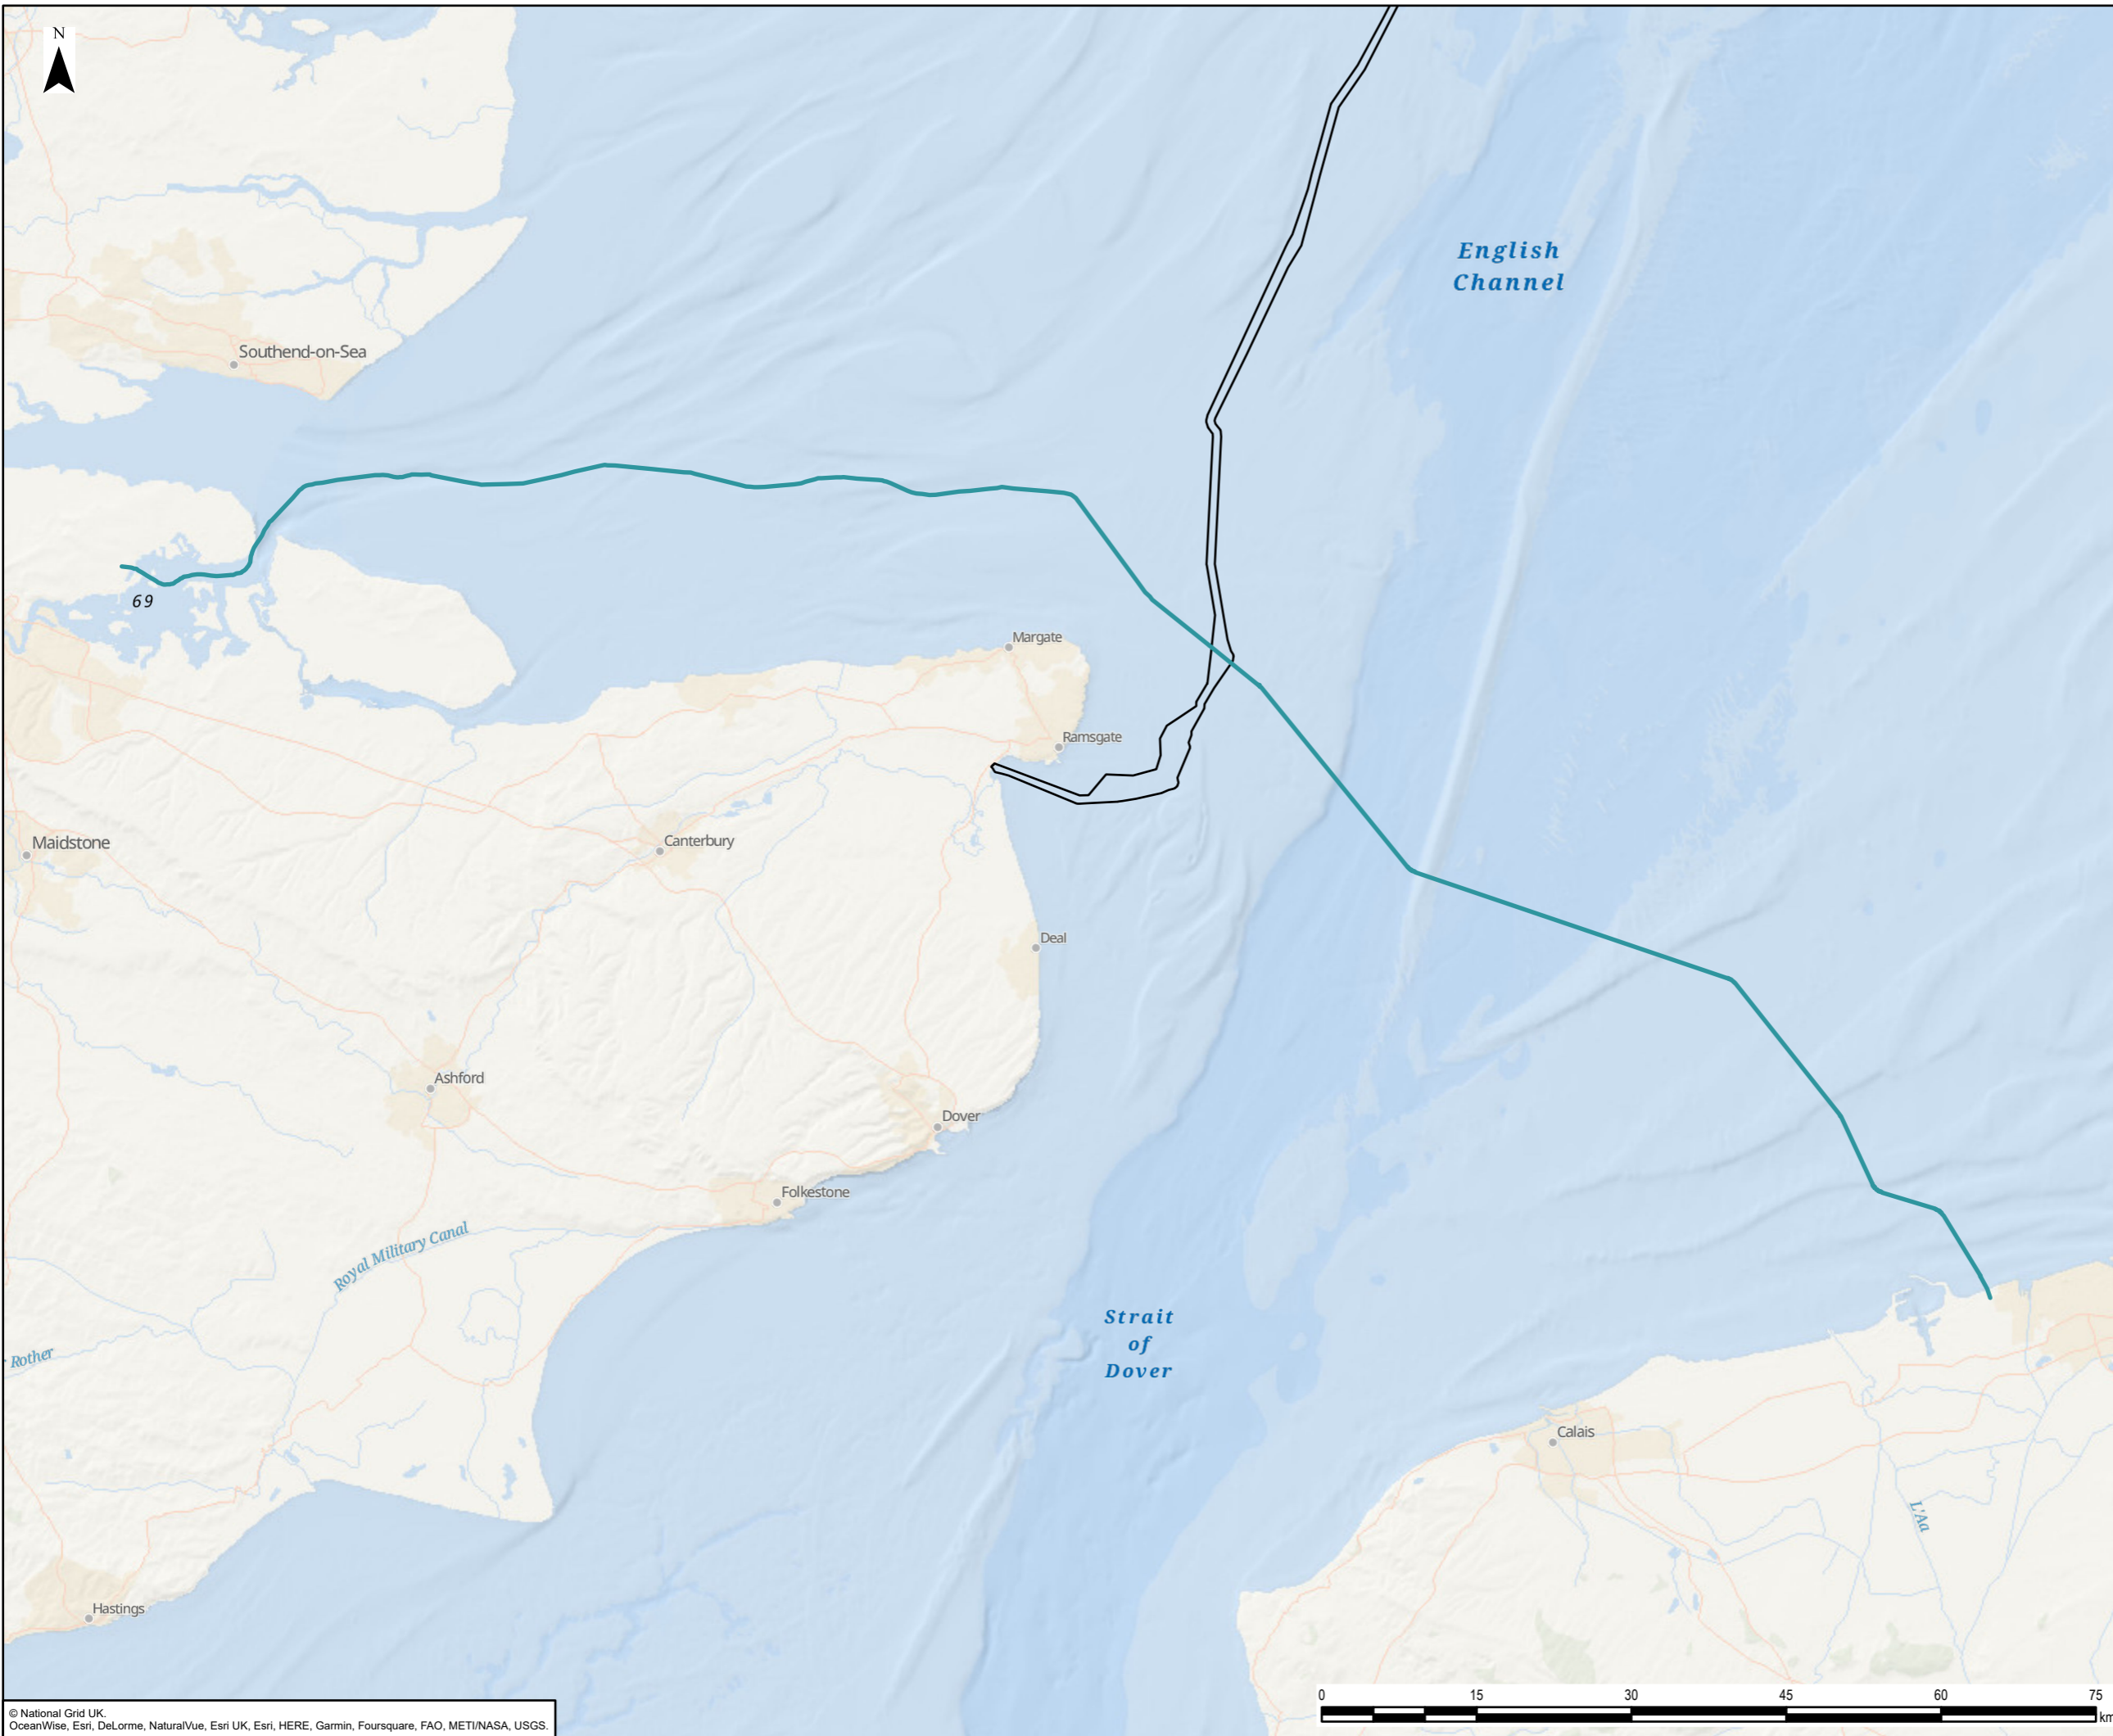 N
English
Channel
Southend-on-Sea
69
Margate
Ramsgate
Canterbury
Maidstone
Deal
Ashford
Dover
Folkestone
Royal Military Canal
Strait
of
Dover
Rother
Calais
L'Aa
Hastings
0 15 30 45 60 75
km
© National Grid UK.
OceanWise, Esri, DeLorme, NaturalVue, Esri UK, Esri, HERE, Garmin, Foursquare, FAO, METI/NASA, USGS.